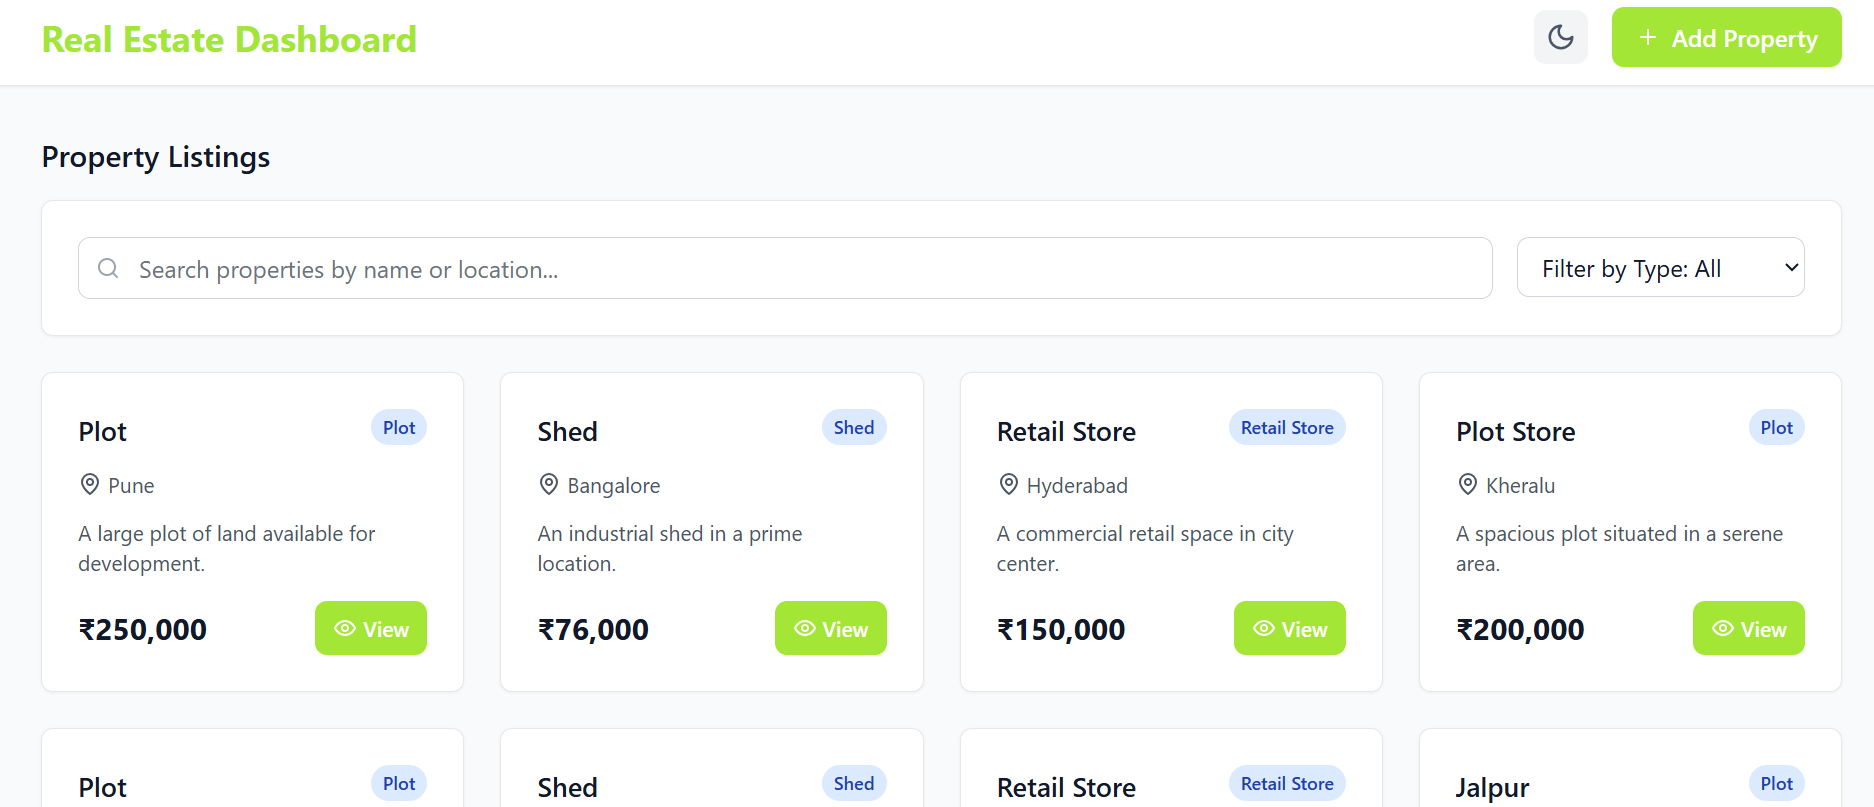 Real Estate Dashboard
+ Add Property
Property Listings
Search properties by name or location...
Filter by Type: All
Plot
Plot
Pune
A large plot of land available for
development.
₹250,000
View
Shed
Shed
Bangalore
An industrial shed in a prime
location.
₹76,000
View
Retail Store
Retail Store
Hyderabad
A commercial retail space in city
center.
₹150,000
View
Plot Store
Plot
Kheralu
A spacious plot situated in a serene
area.
₹200,000
View
Plot
Plot
Shed
Shed
Retail Store
Retail Store
Jalpur
Plot